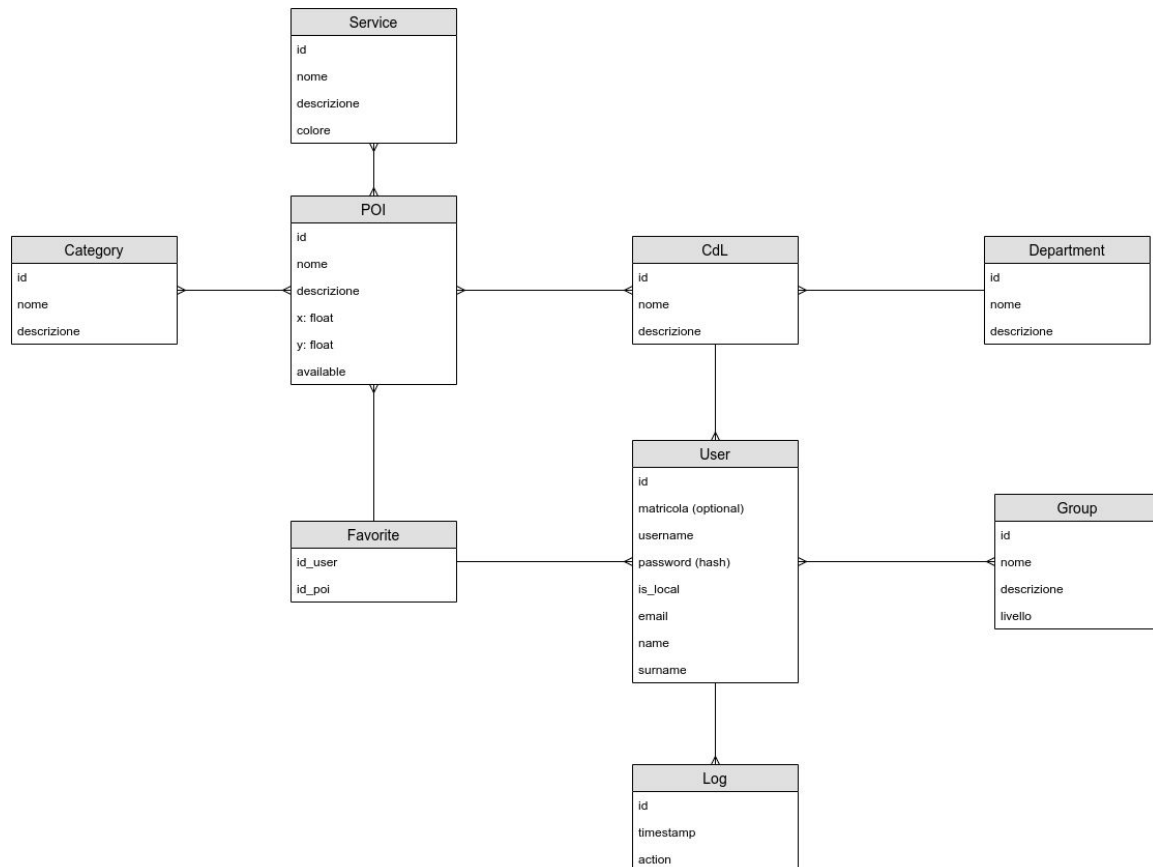 Service
id
nome
descrizione
colore
POI
id
nome
descrizione
x: float
y: float
available
Category
id
nome
descrizione
CdL
id
nome
descrizione
Department
id
nome
descrizione
User
id
matricola (optional)
username
password (hash)
is_local
email
name
surname
Group
id
nome
descrizione
livello
Favorite
id_user
id_poi
Log
id
timestamp
action